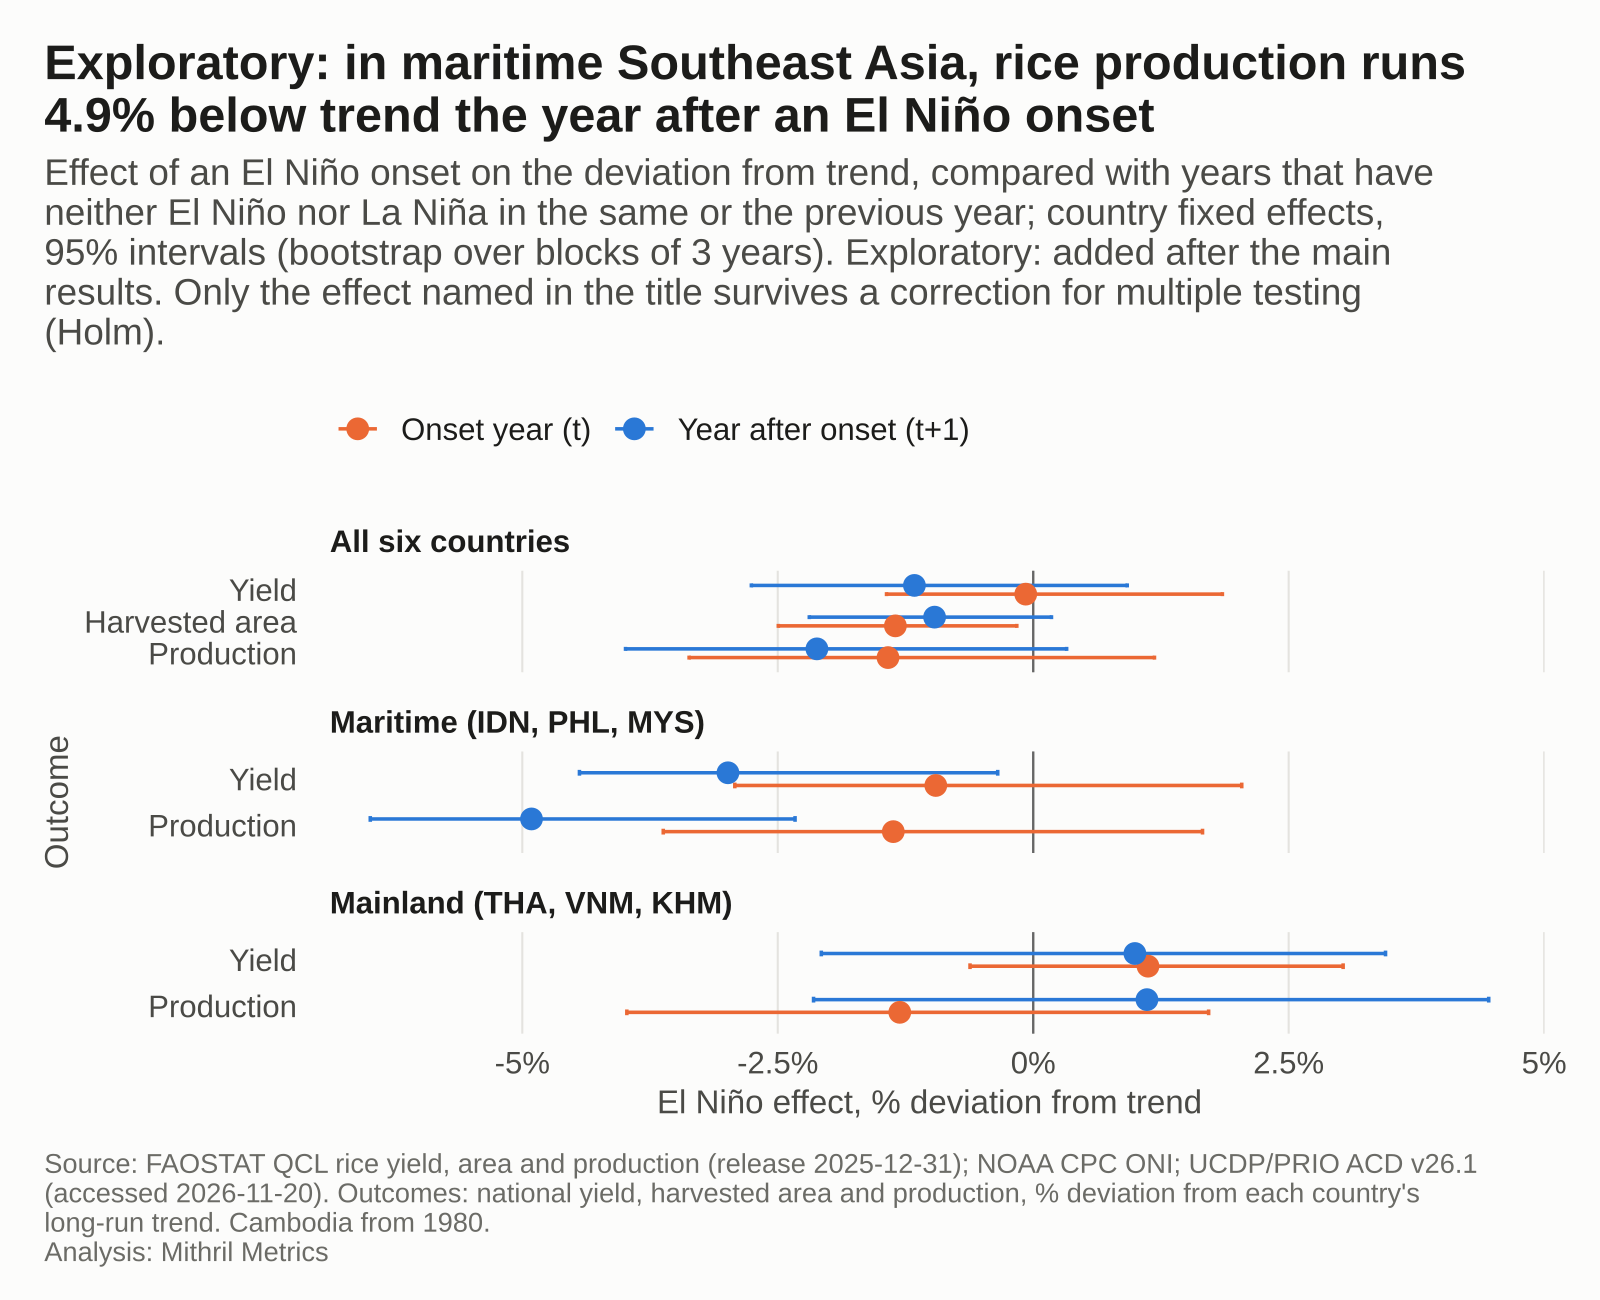 Exploratory: in maritime Southeast Asia, rice production runs
4.9% below trend the year after an El Niño onset
Effect of an El Niño onset on the deviation from trend, compared with years that have
neither El Niño nor La Niña in the same or the previous year; country fixed effects,
95% intervals (bootstrap over blocks of 3 years). Exploratory: added after the main
results. Only the effect named in the title survives a correction for multiple testing
(Holm).
Onset year (t) Year after onset (t+1)
All six countries
Yield
Harvested area
Production
Maritime (IDN, PHL, MYS)
Yield
Production
Mainland (THA, VNM, KHM)
Yield
Production
Outcome
-5% -2.5% 0% 2.5% 5%
El Niño effect, % deviation from trend
Source: FAOSTAT QCL rice yield, area and production (release 2025-12-31); NOAA CPC ONI; UCDP/PRIO ACD v26.1
(accessed 2026-11-20). Outcomes: national yield, harvested area and production, % deviation from each country's
long-run trend. Cambodia from 1980.
Analysis: Mithril Metrics